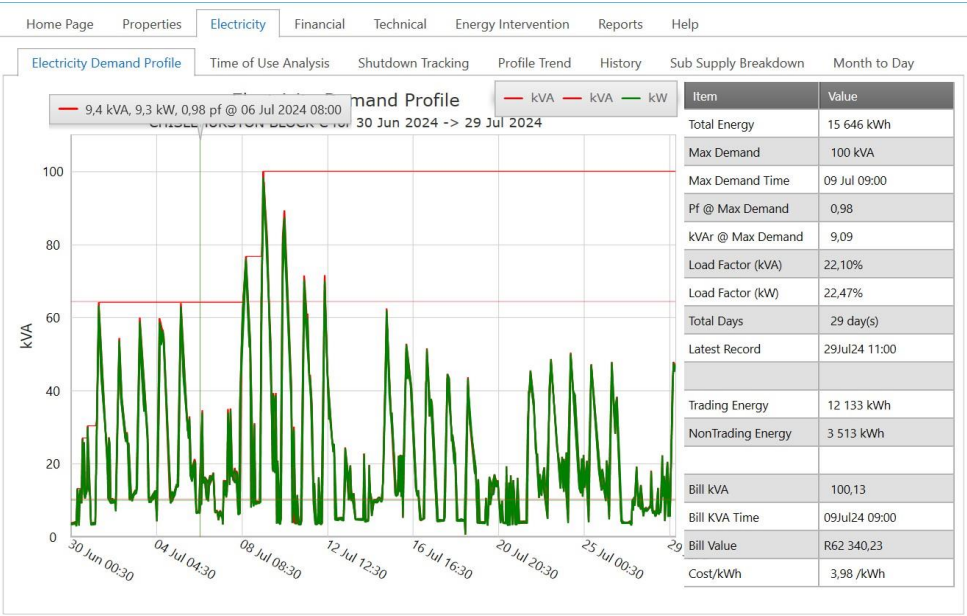 Home Page Properties Electricity Financial Technical Energy Intervention Reports Help
Electricity Demand Profile Time of Use Analysis Shutdown Tracking Profile Trend History Sub Supply Breakdown Month to Day
mand Profile
9,4 kVA, 9,3 kW, 0,98 pf @ 06 Jul 2024 08:00
kVA kVA kW
30 Jun 2024 -> 29 Jul 2024
kVA
100
80
60
40
20
0
30 Jun 00:30
04 Jul 04:30
08 Jul 08:30
12 Jul 12:30
16 Jul 16:30
20 Jul 20:30
25 Jul 00:30
29
Item Value
Total Energy 15 646 kWh
Max Demand 100 kVA
Max Demand Time 09 Jul 09:00
Pf @ Max Demand 0,98
kVAr @ Max Demand 9,09
Load Factor (kVA) 22,10%
Load Factor (kW) 22,47%
Total Days 29 day(s)
Latest Record 29Jul24 11:00
Trading Energy 12 133 kWh
NonTrading Energy 3 513 kWh
Bill kVA 100,13
Bill KVA Time 09Jul24 09:00
Bill Value R62 340,23
Cost/kWh 3,98 /kWh